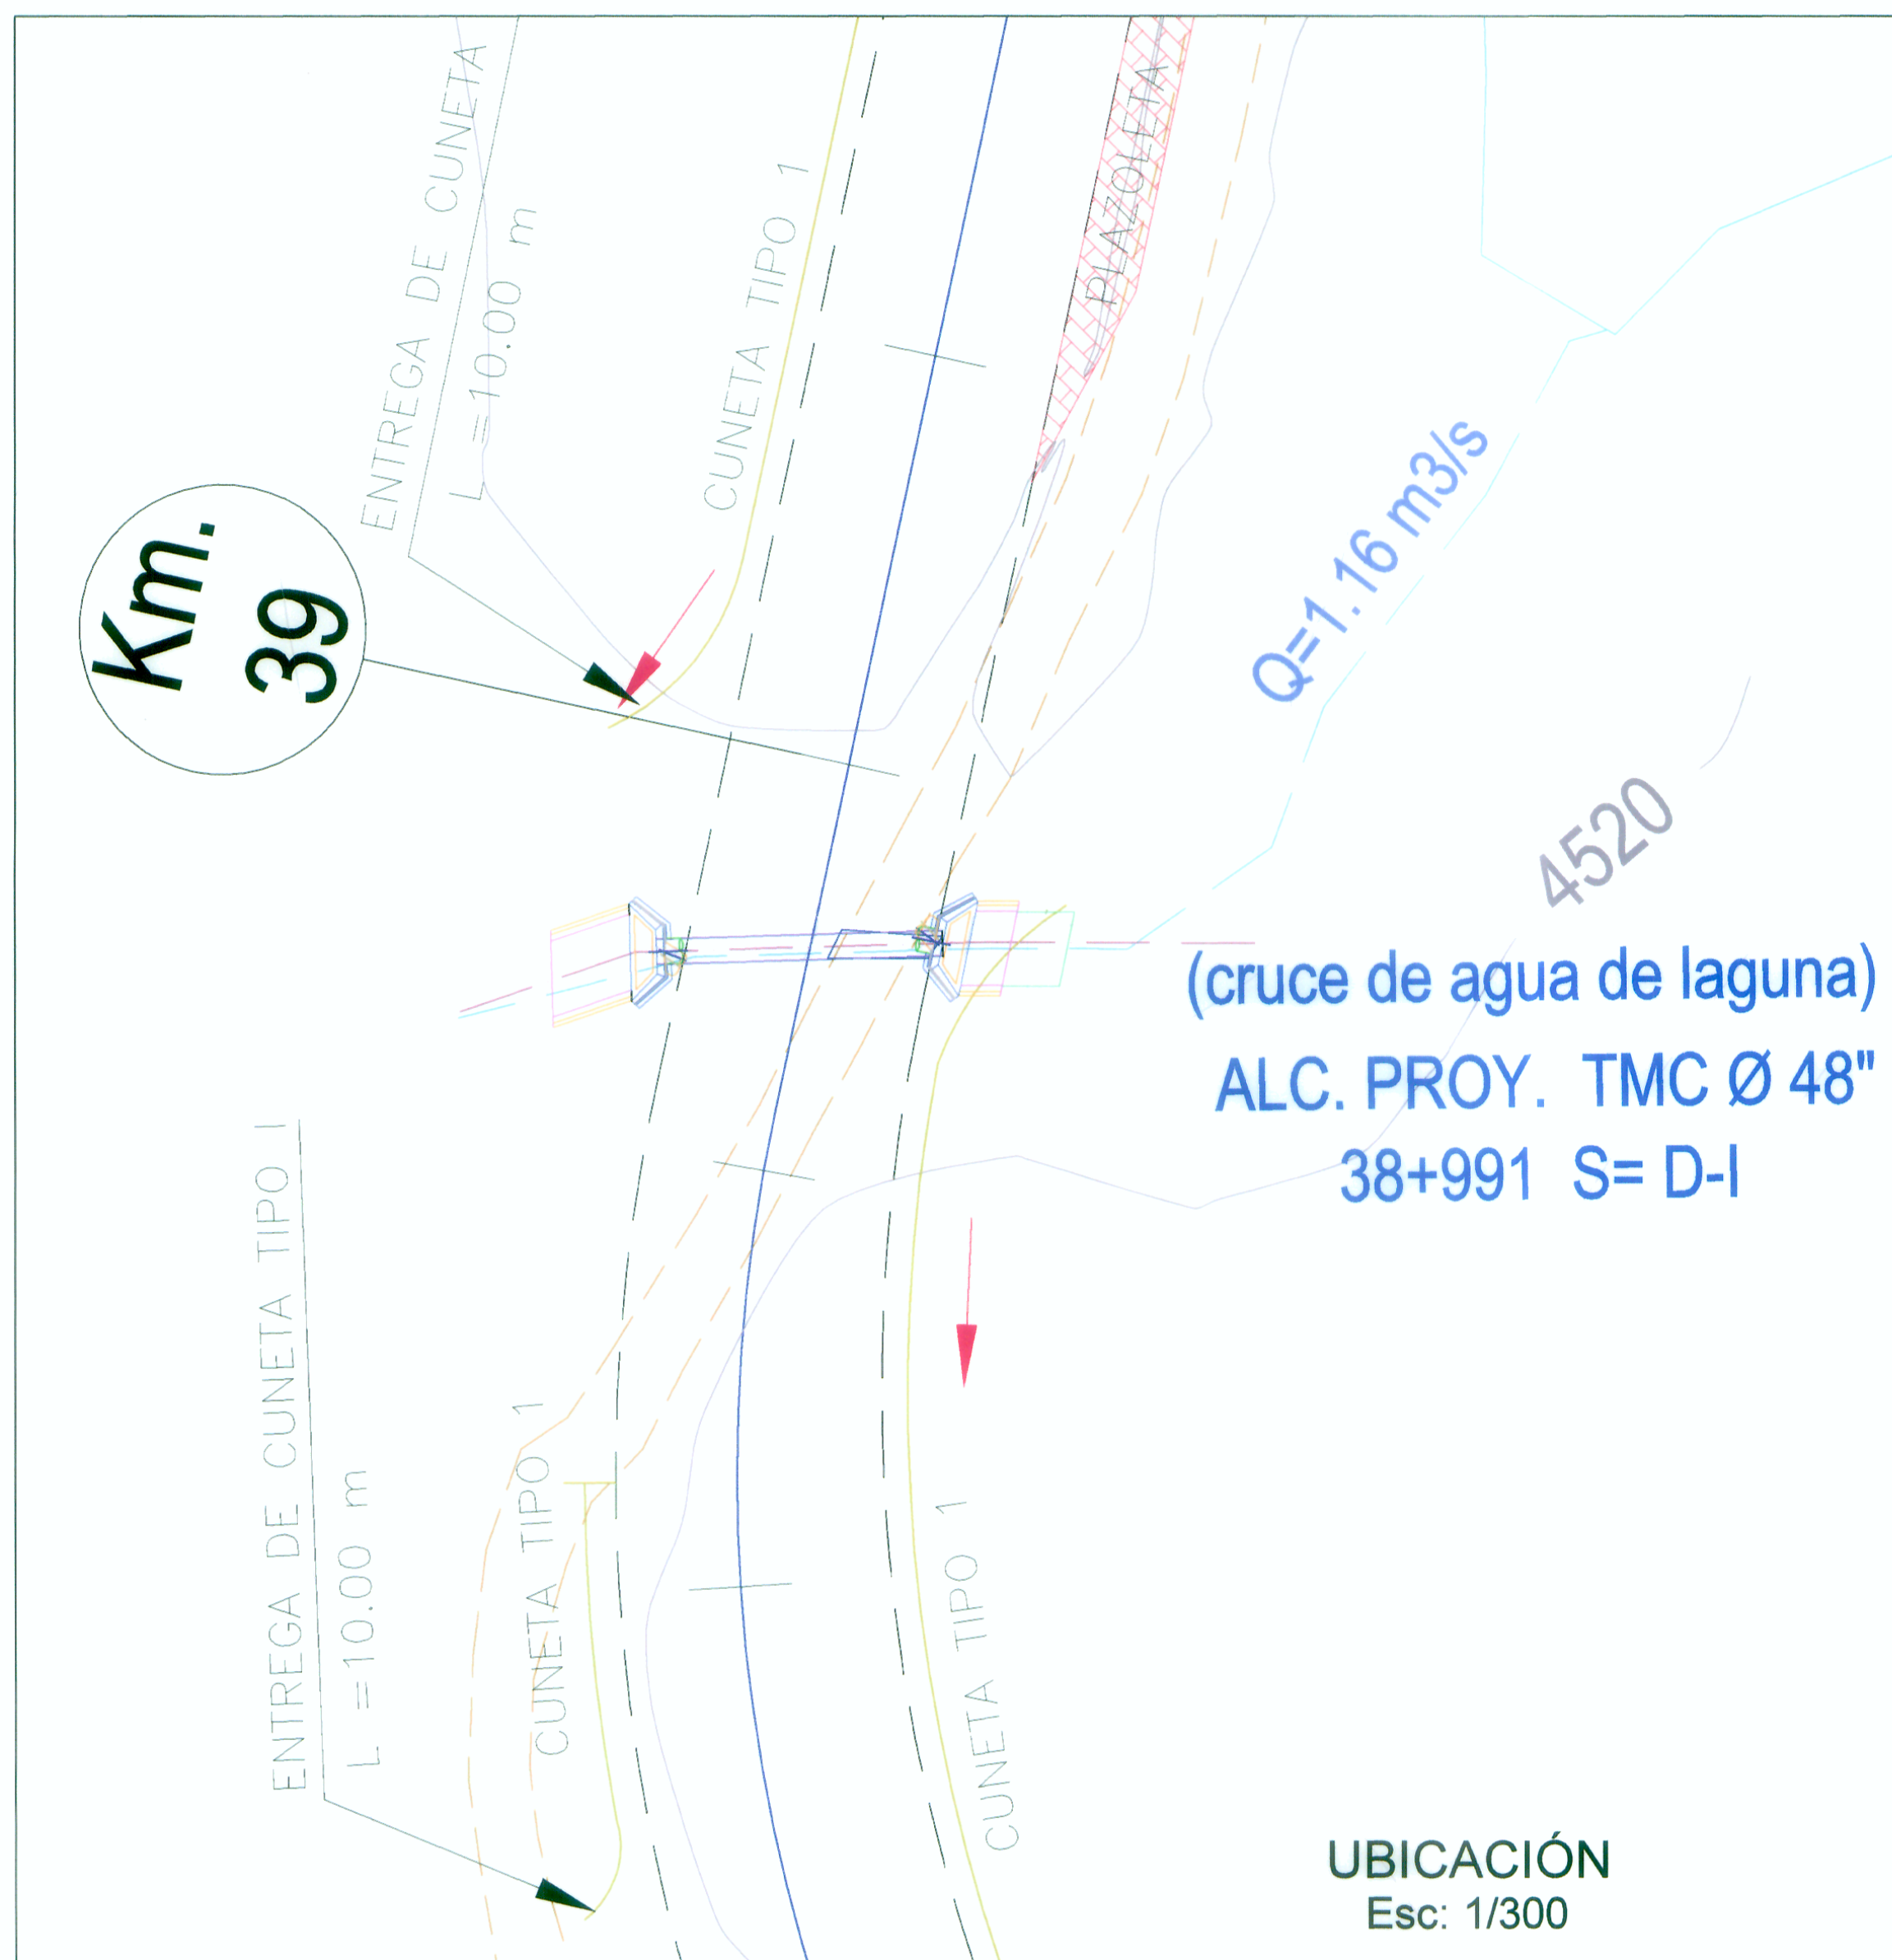 ENTREGA DE CUNETA
L =10.00 m
CUNETA TIPO 1
PLAZOLETA
Km.
39
Q=1.16 m3/s
4520
(cruce de agua de laguna)
ALC. PROY. TMC Ø 48"
38+991 S= D-I
ENTREGA DE CUNETA TIPO I
L =10.00 m
CUNETA TIPO 1
CUNETA TIPO 1
UBICACIÓN
Esc: 1/300